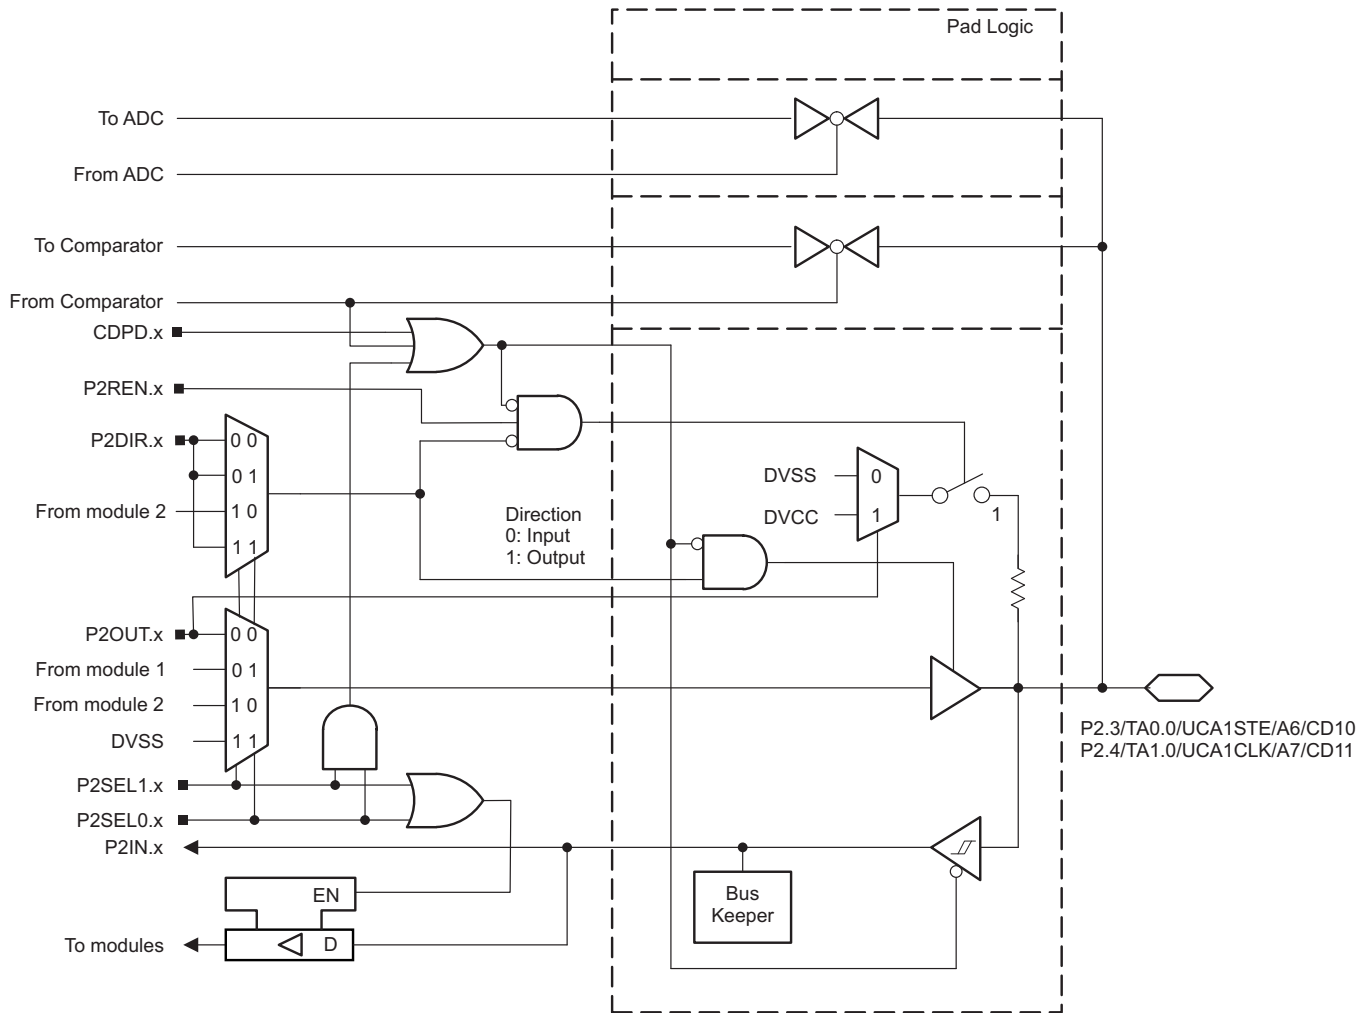 Pad Logic
To ADC
From ADC
To Comparator
From Comparator
CDPD.x
P2REN.x
P2DIR.x
0 0
0 1
From module 2
1 0
1 1
Direction
0: Input
1: Output
DVSS
0
DVCC
1
1
P2OUT.x
0 0
From module 1
0 1
From module 2
1 0
DVSS
1 1
P2.3/TA0.0/UCA1STE/A6/CD10
P2.4/TA1.0/UCA1CLK/A7/CD11
P2SEL1.x
P2SEL0.x
P2IN.x
EN
Bus
Keeper
To modules
D